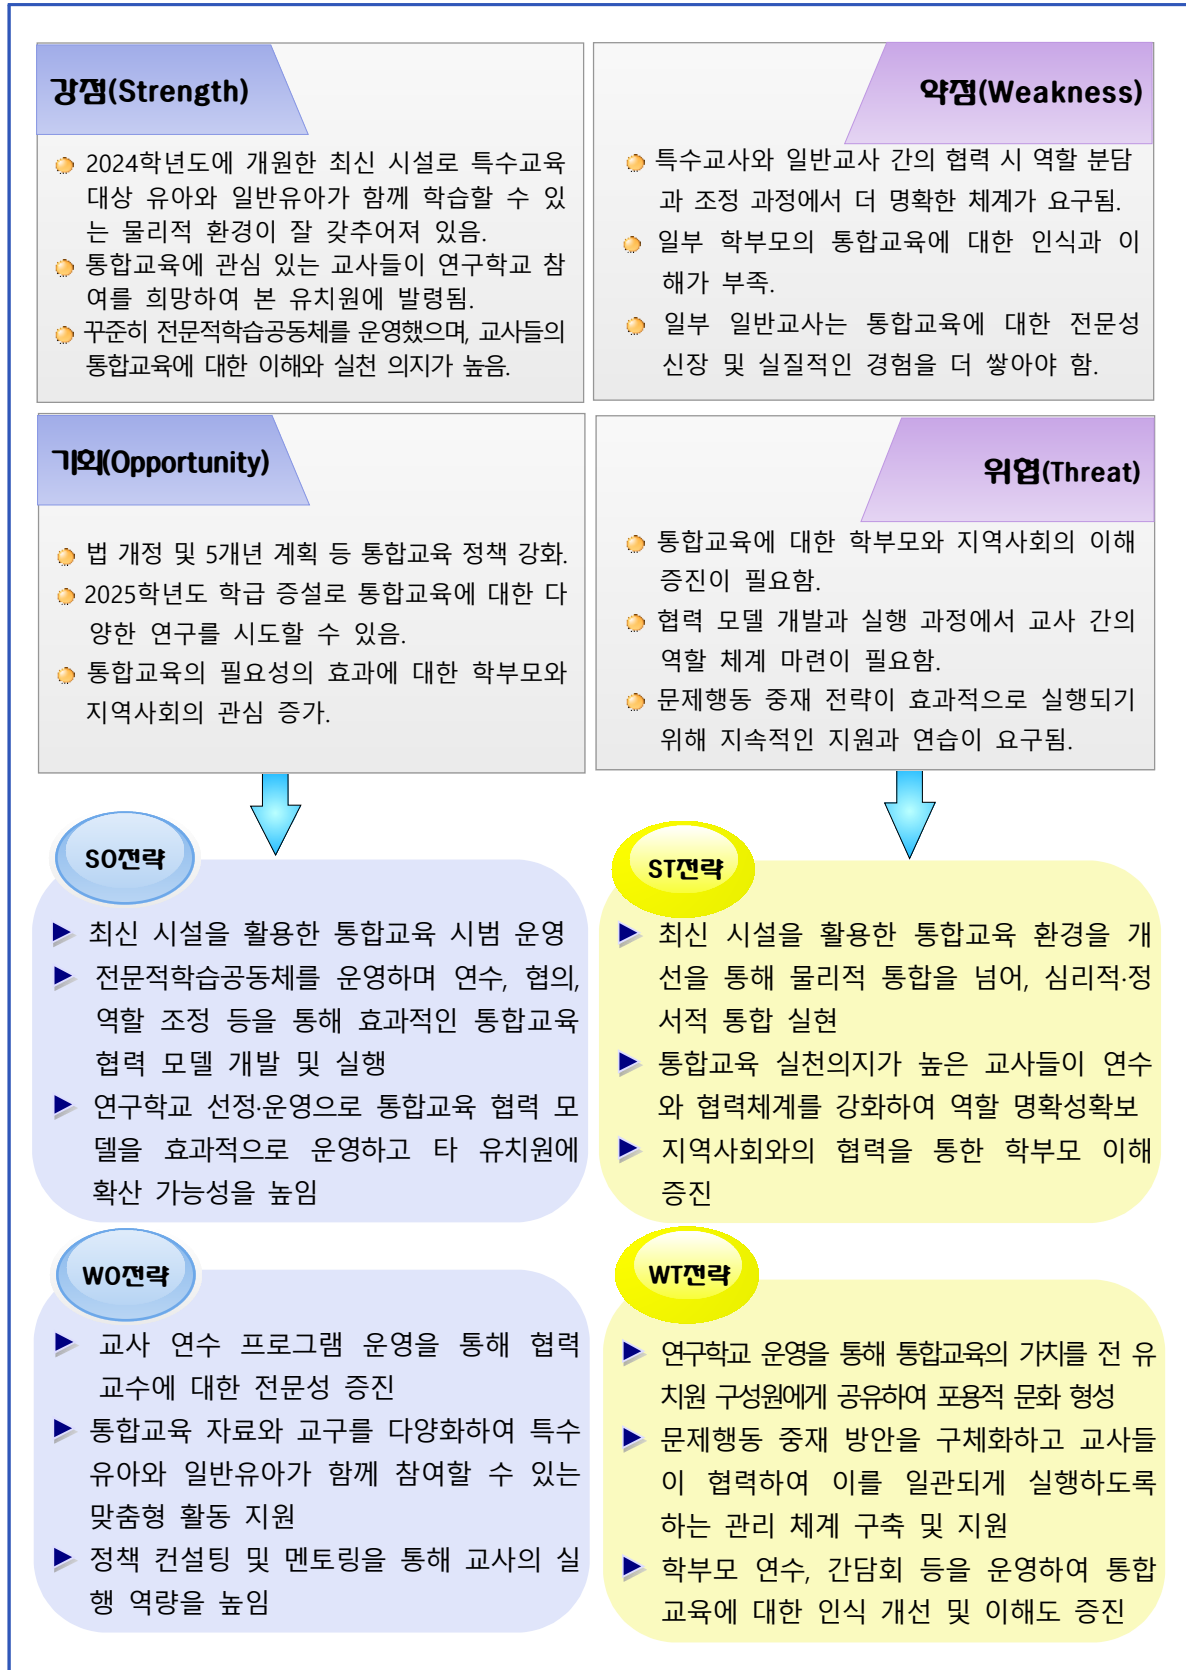 강점(Strength)
2024학년도에 개원한 최신 시설로 특수교육
대상 유아와 일반유아가 함께 학습할 수 있
는 물리적 환경이 잘 갖추어져 있음.
통합교육에 관심 있는 교사들이 연구학교 참
여를 희망하여 본 유치원에 발령됨.
꾸준히 전문적학습공동체를 운영했으며, 교사들의
통합교육에 대한 이해와 실천 의지가 높음.
약점(Weakness)
특수교사와 일반교사 간의 협력 시 역할 분담
과 조정 과정에서 더 명확한 체계가 요구됨.
일부 학부모의 통합교육에 대한 인식과 이
해가 부족.
일부 일반교사는 통합교육에 대한 전문성
신장 및 실질적인 경험을 더 쌓아야 함.
기회(Opportunity)
법 개정 및 5개년 계획 등 통합교육 정책 강화.
2025학년도 학급 증설로 통합교육에 대한 다
양한 연구를 시도할 수 있음.
통합교육의 필요성의 효과에 대한 학부모와
지역사회의 관심 증가.
위협(Threat)
통합교육에 대한 학부모와 지역사회의 이해
증진이 필요함.
협력 모델 개발과 실행 과정에서 교사 간의
역할 체계 마련이 필요함.
문제행동 중재 전략이 효과적으로 실행되기
위해 지속적인 지원과 연습이 요구됨.
SO전략
최신 시설을 활용한 통합교육 시범 운영
전문적학습공동체를 운영하며 연수, 협의,
역할 조정 등을 통해 효과적인 통합교육
협력 모델 개발 및 실행
연구학교 선정·운영으로 통합교육 협력 모
델을 효과적으로 운영하고 타 유치원에
확산 가능성을 높임
ST전략
최신 시설을 활용한 통합교육 환경을 개
선을 통해 물리적 통합을 넘어, 심리적·정
서적 통합 실현
통합교육 실천의지가 높은 교사들이 연수
와 협력체계를 강화하여 역할 명확성확보
지역사회와의 협력을 통한 학부모 이해
증진
WO전략
교사 연수 프로그램 운영을 통해 협력
교수에 대한 전문성 증진
통합교육 자료와 교구를 다양화하여 특수
유아와 일반유아가 함께 참여할 수 있는
맞춤형 활동 지원
정책 컨설팅 및 멘토링을 통해 교사의 실
행 역량을 높임
WT전략
연구학교 운영을 통해 통합교육의 가치를 전 유
치원 구성원에게 공유하여 포용적 문화 형성
문제행동 중재 방안을 구체화하고 교사들
이 협력하여 이를 일관되게 실행하도록
하는 관리 체계 구축 및 지원
학부모 연수, 간담회 등을 운영하여 통합
교육에 대한 인식 개선 및 이해도 증진